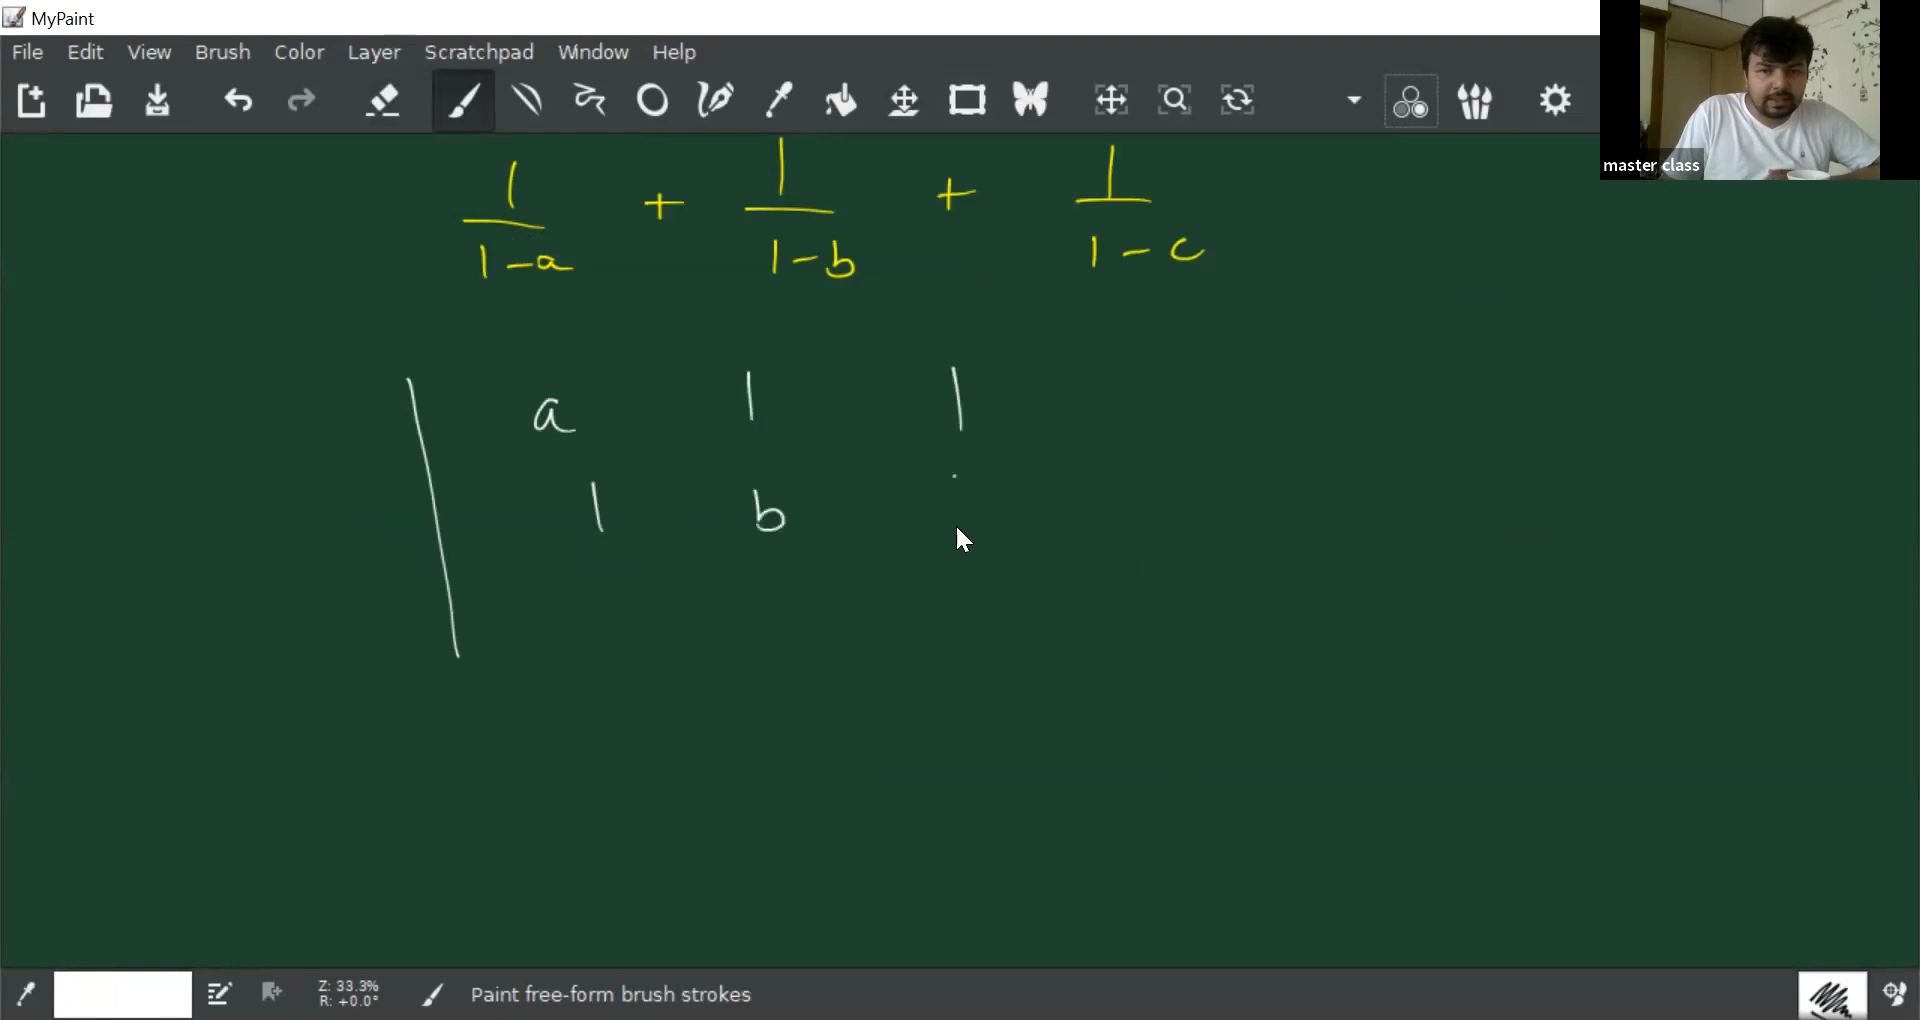 MyPaint
File Edit View Brush Color Layer Scratchpad Window Help
master class
1 + 1 + 1
1-a 1-b 1-c
a 1 1
1 b
Z: 33.3%
R: +0.0°
Paint free-form brush strokes